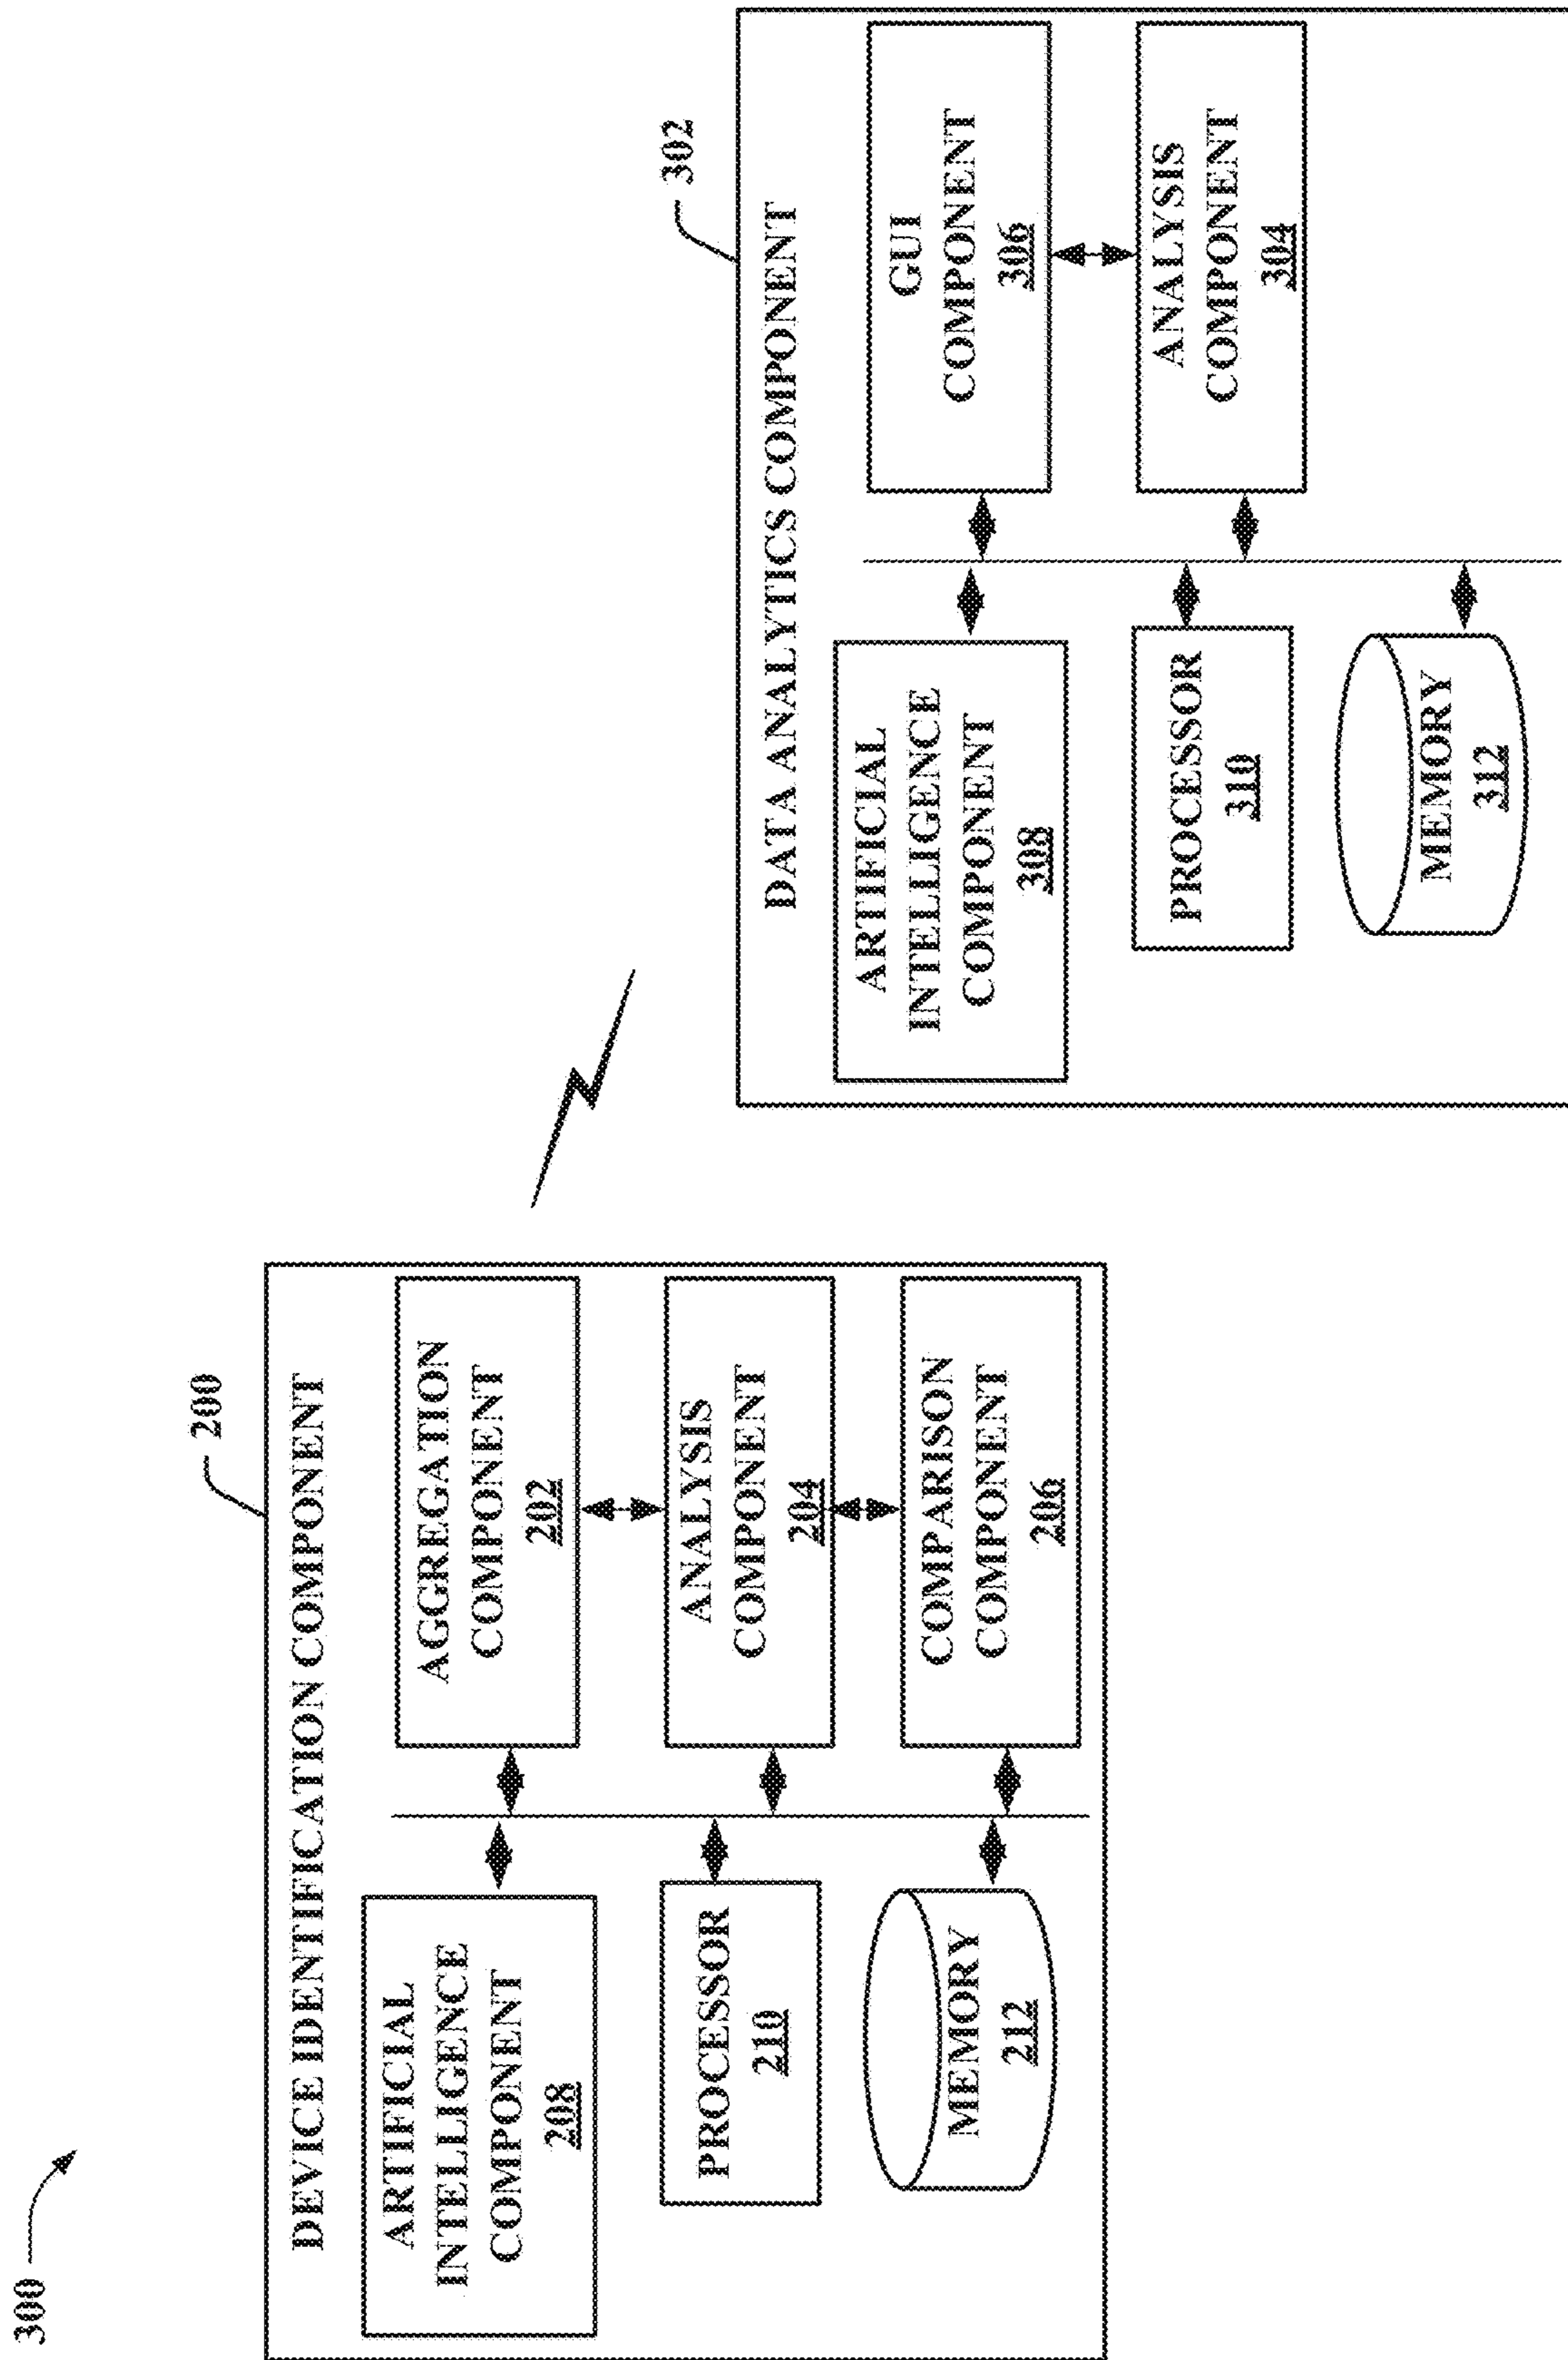 300
200
DEVICE IDENTIFICATION COMPONENT
ARTIFICIAL
INTELLIGENCE
COMPONENT
208
AGGREGATION
COMPONENT
202
PROCESSOR
210
ANALYSIS
COMPONENT
204
MEMORY
212
COMPARISON
COMPONENT
206
302
DATA ANALYTICS COMPONENT
ARTIFICIAL
INTELLIGENCE
COMPONENT
308
GUI
COMPONENT
306
PROCESSOR
310
ANALYSIS
COMPONENT
304
MEMORY
312